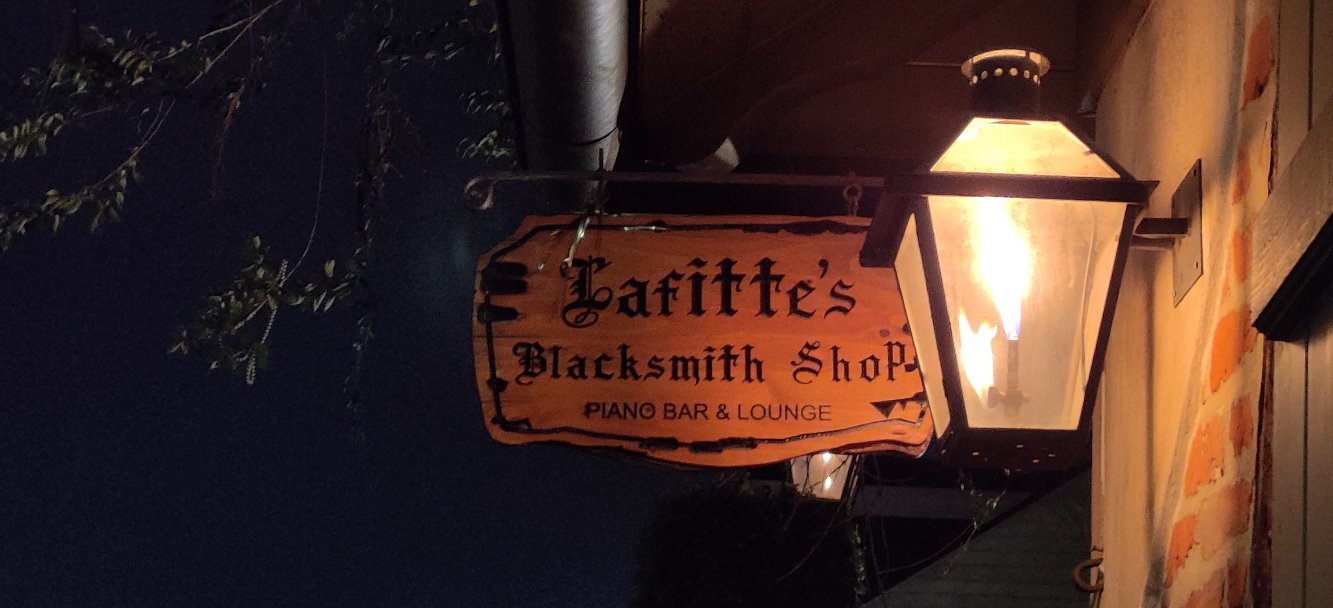 Lafitte's
Blacksmith Shop
PIANO BAR & LOUNGE